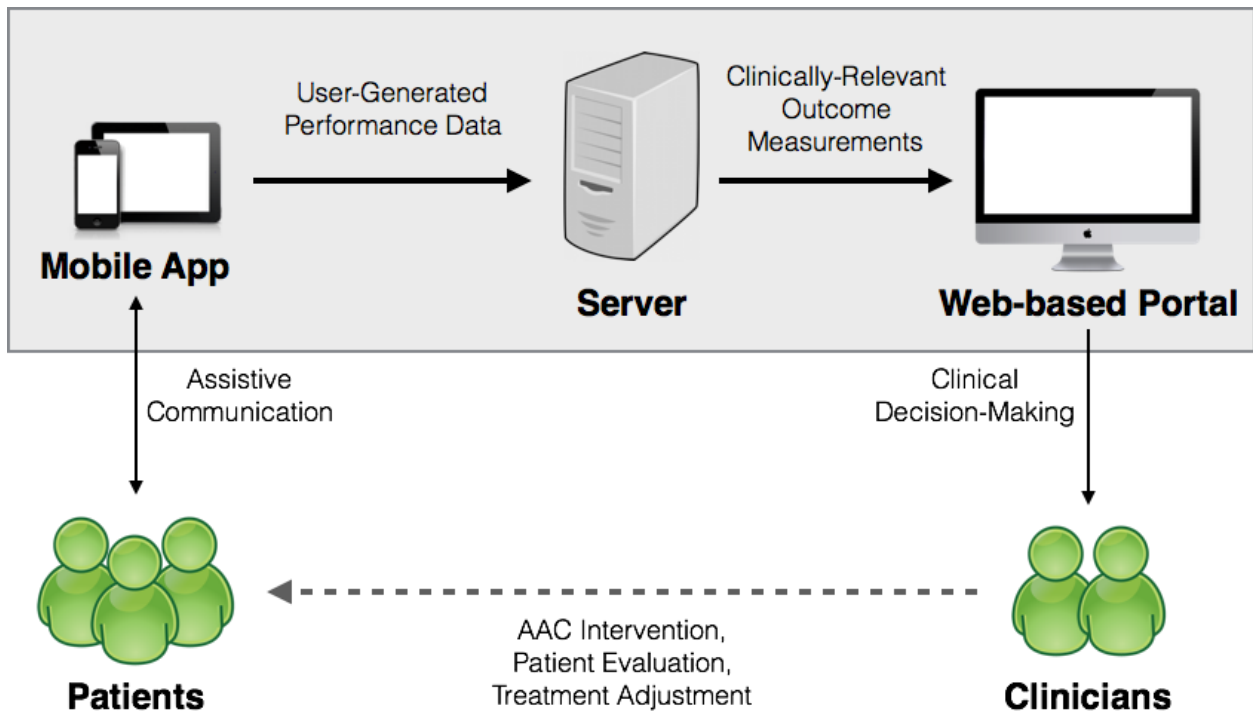 User-Generated
Performance Data
Clinically-Relevant
Outcome
Measurements
Mobile App
Server
Web-based Portal
Assistive
Communication
Clinical
Decision-Making
AAC Intervention,
Patient Evaluation,
Treatment Adjustment
Patients
Clinicians